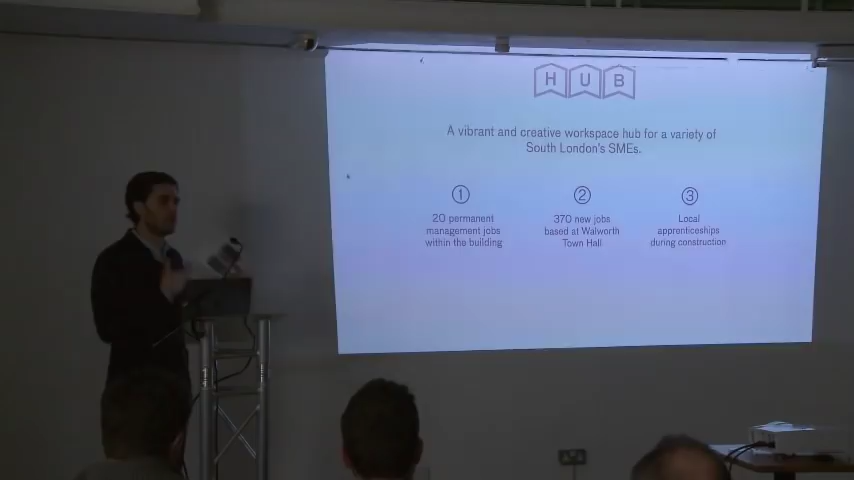 HUB
A vibrant and creative workspace hub for a variety of
South London's SMEs.
1
20 permanent
management jobs
within the building
2
370 new jobs
based at Walworth
Town Hall
3
Local
apprenticeships
during construction